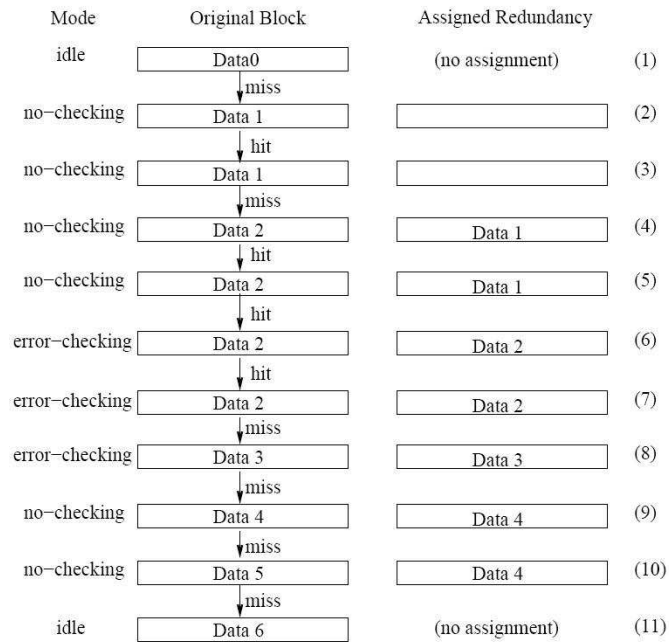 Mode Original Block Assigned Redundancy
idle Data0 (no assignment) (1)
miss
no-checking Data 1 (2)
hit
no-checking Data 1 (3)
miss
no-checking Data 2 Data 1 (4)
hit
no-checking Data 2 Data 1 (5)
hit
error-checking Data 2 Data 2 (6)
hit
error-checking Data 2 Data 2 (7)
miss
error-checking Data 3 Data 3 (8)
miss
no-checking Data 4 Data 4 (9)
miss
no-checking Data 5 Data 4 (10)
miss
idle Data 6 (no assignment) (11)